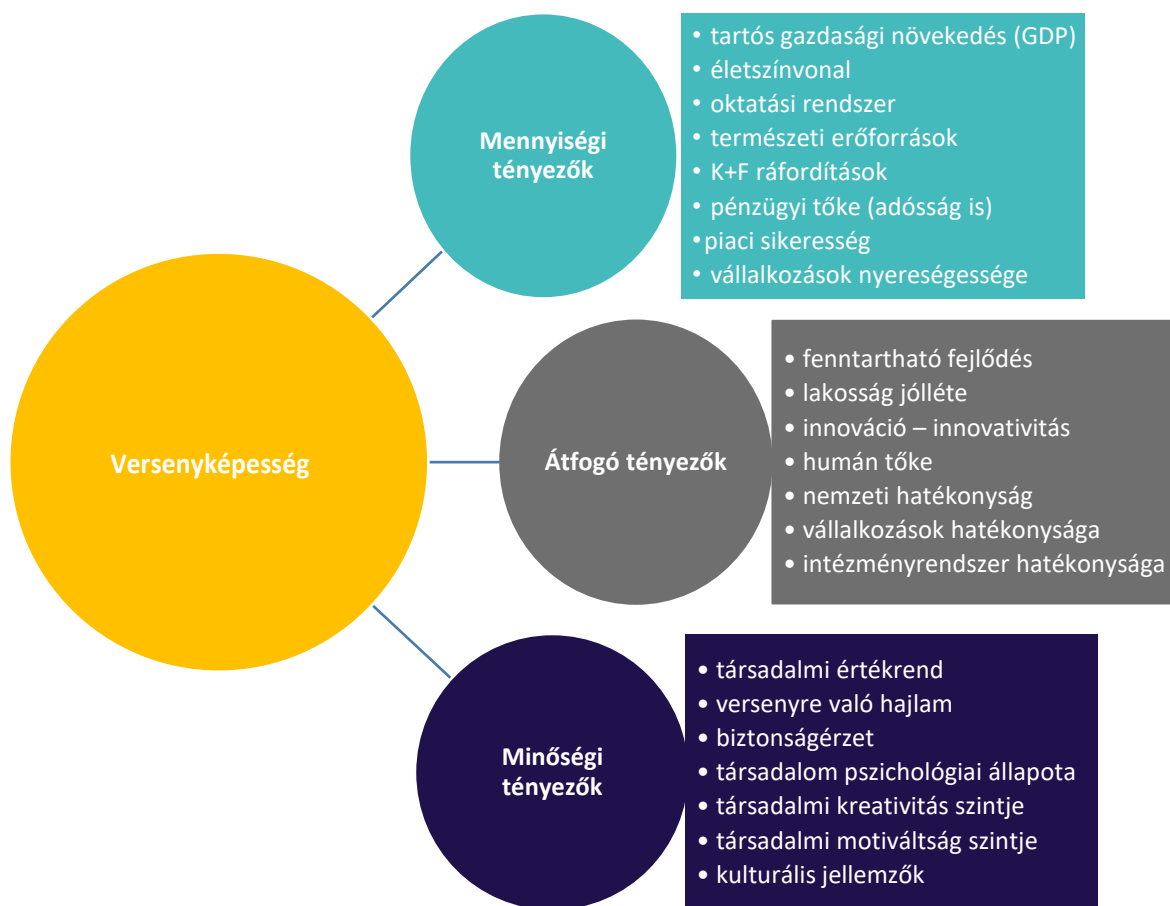 Versenyképesség
Mennyiségi
tényezők
• tartós gazdasági növekedés (GDP)
• életszínvonal
• oktatási rendszer
• természeti erőforrások
• K+F ráfordítások
• pénzügyi tőke (adósság is)
•piaci sikeresség
• vállalkozások nyereségessége
Átfogó tényezők
• fenntartható fejlődés
• lakosság jólléte
• innováció – innovativitás
• humán tőke
• nemzeti hatékonyság
• vállalkozások hatékonysága
• intézményrendszer hatékonysága
Minőségi
tényezők
• társadalmi értékrend
• versenyre való hajlam
• biztonságérzet
• társadalom pszichológiai állapota
• társadalmi kreativitás szintje
• társadalmi motiváltság szintje
• kulturális jellemzők